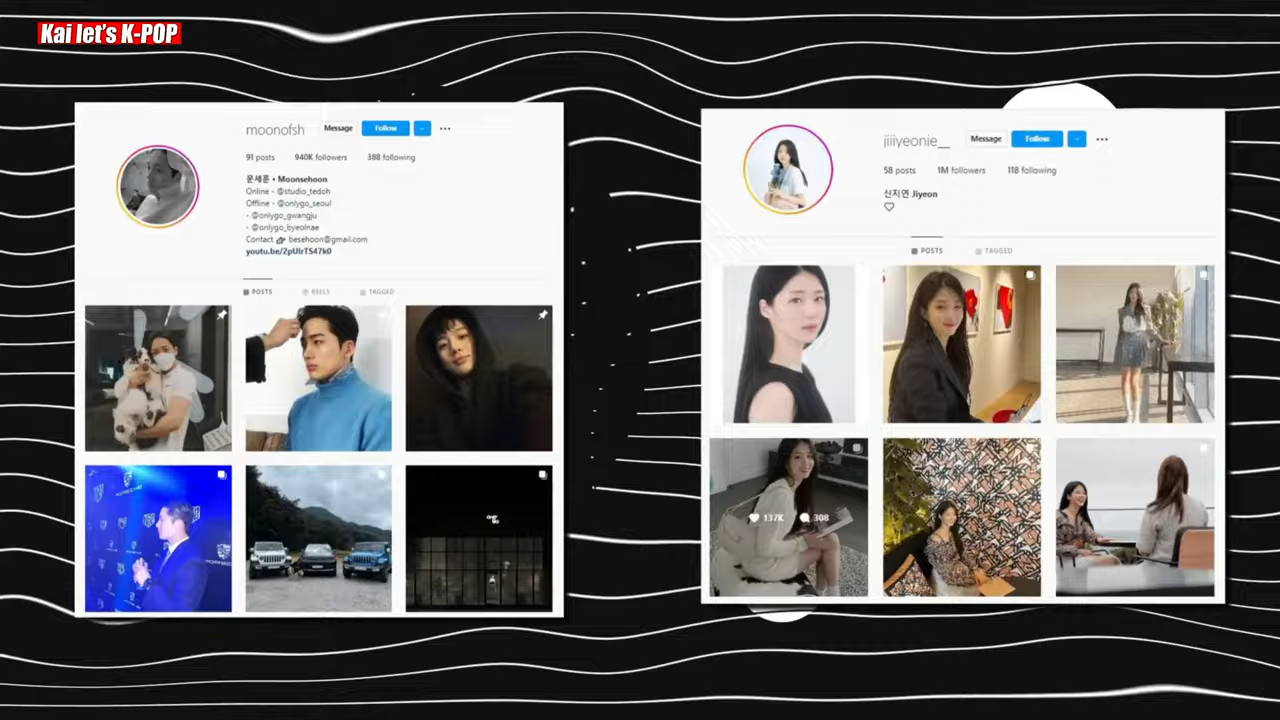 Kai let's K-POP
moonofsh Message Follow
91 posts 940K followers 388 following
문세훈 • Moonsehoon
Online - @studio_tedoh
Offline - @onlygo_seoul
- @onlygo_gwangju
- @onlygo_byeolnae
Contact besehoon@gmail.com
youtu.be/2pUlrTS47k0
POSTS REELS TAGGED
jiiiyeonie__ Message Follow
58 posts 1M followers 118 following
신지연 Jiyeon
POSTS TAGGED
137K 308